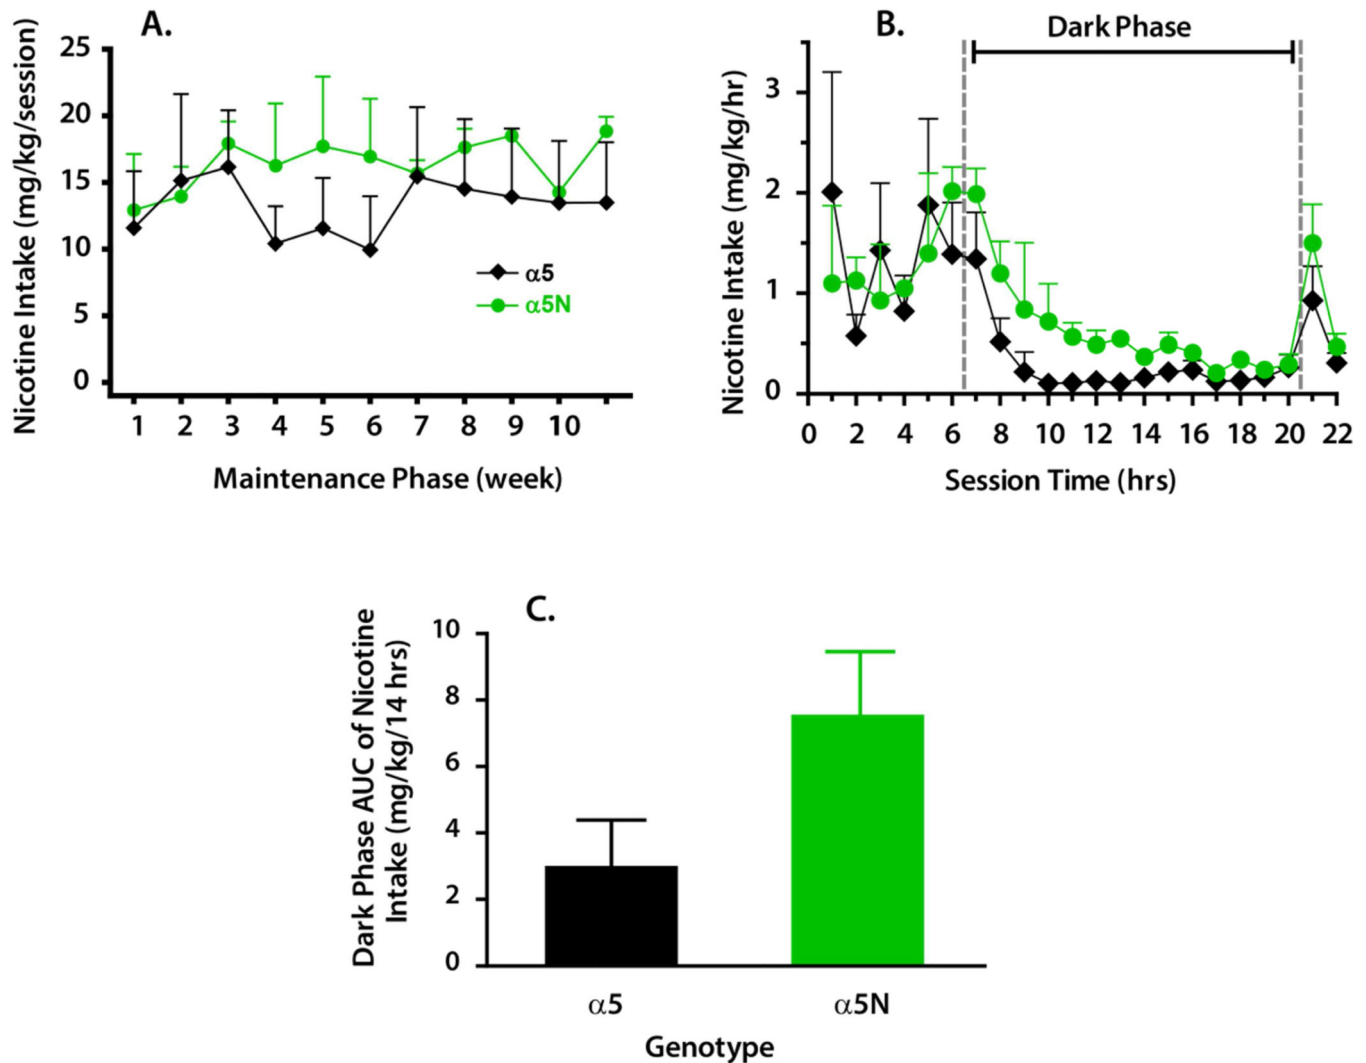 A.
Nicotine Intake (mg/kg/session)
25
20
15
10
5
0
α5
α5N
1 2 3 4 5 6 7 8 9 10
Maintenance Phase (week)
B.
Dark Phase
Nicotine Intake (mg/kg/hr)
3
2
1
0
0 2 4 6 8 10 12 14 16 18 20 22
Session Time (hrs)
C.
Dark Phase AUC of Nicotine
Intake (mg/kg/14 hrs)
10
8
6
4
2
0
α5 α5N
Genotype